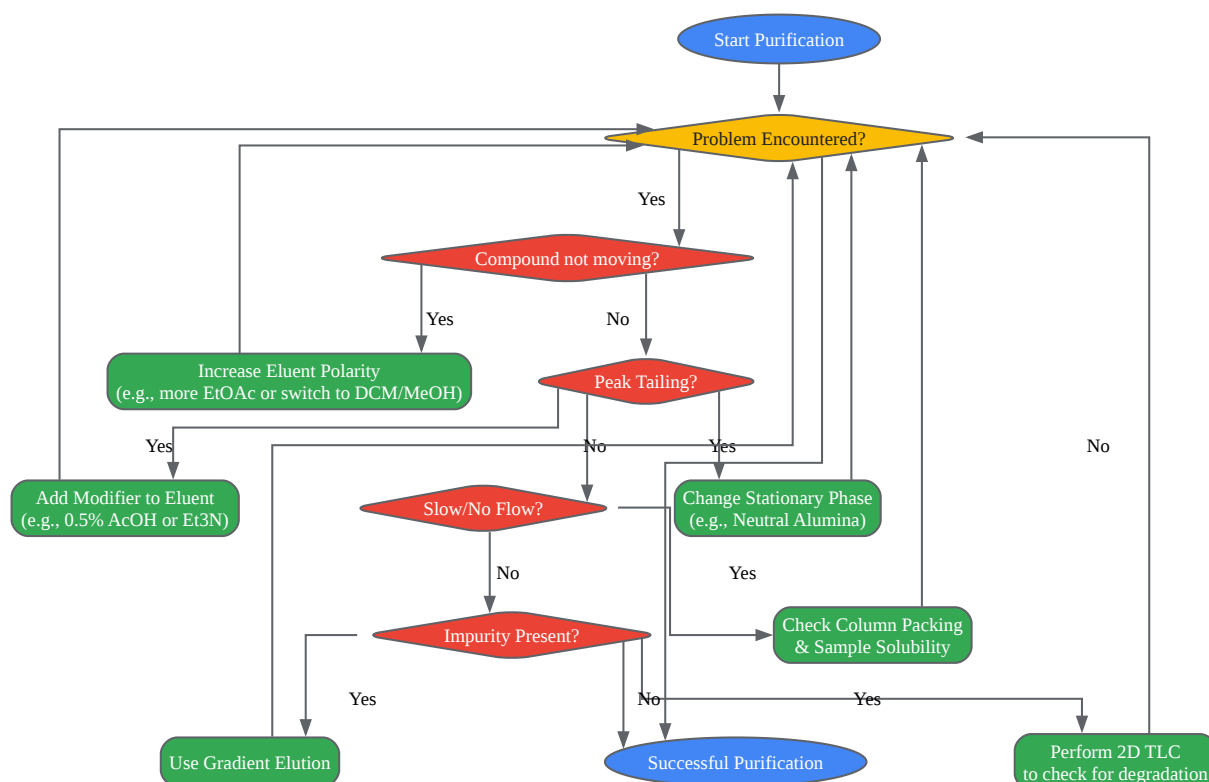 Start Purification
Problem Encountered?
Yes
Compound not moving?
Yes
No
Increase Eluent Polarity
(e.g., more EtOAc or switch to DCM/MeOH)
Peak Tailing?
Yes
No
Yes
No
Add Modifier to Eluent
(e.g., 0.5% AcOH or Et3N)
Slow/No Flow?
Change Stationary Phase
(e.g., Neutral Alumina)
No
Yes
Impurity Present?
Check Column Packing
& Sample Solubility
Yes
No
Yes
Use Gradient Elution
Successful Purification
Perform 2D TLC
to check for degradation